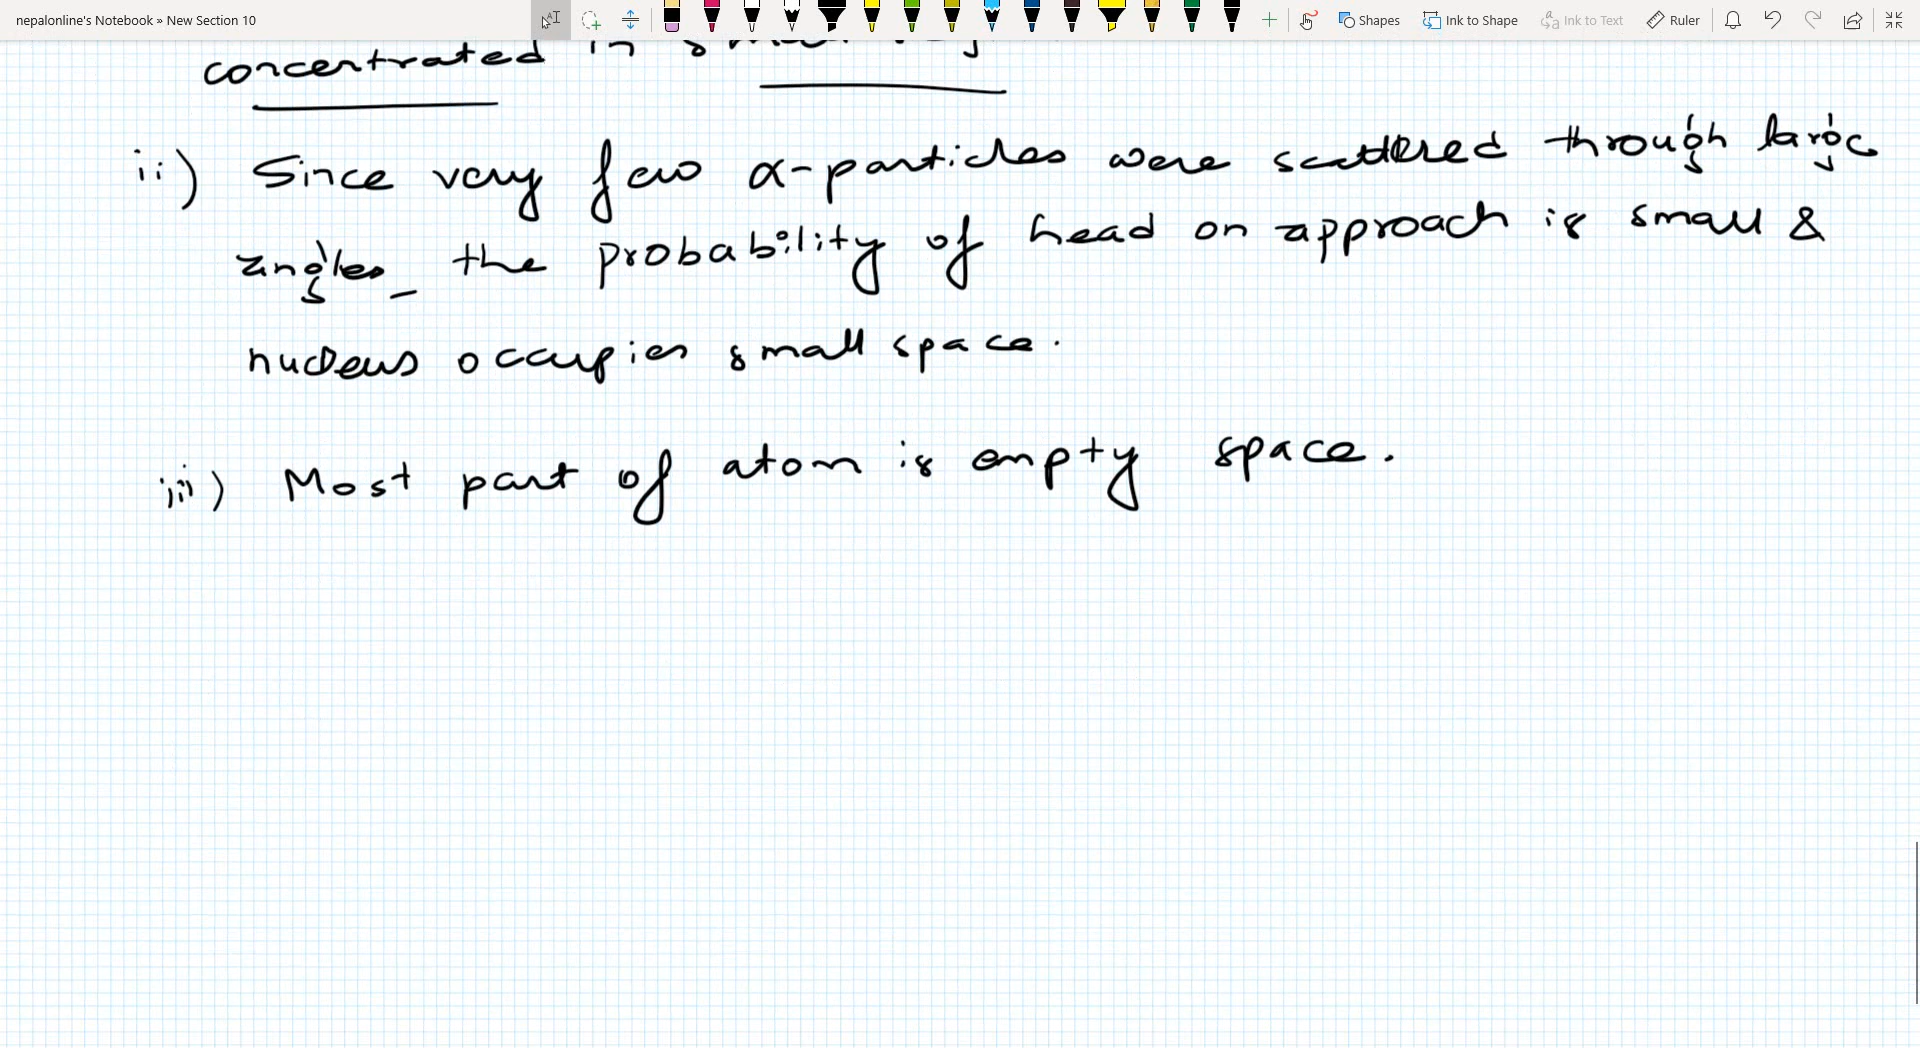 nepalonline's Notebook » New Section 10
Shapes Ink to Shape Ink to Text Ruler
concentrated in small
ii) Since very few α-particles were scattered through large
angles, the probability of head on approach is small &
nucleus occupies small space.
iii) Most part of atom is empty space.